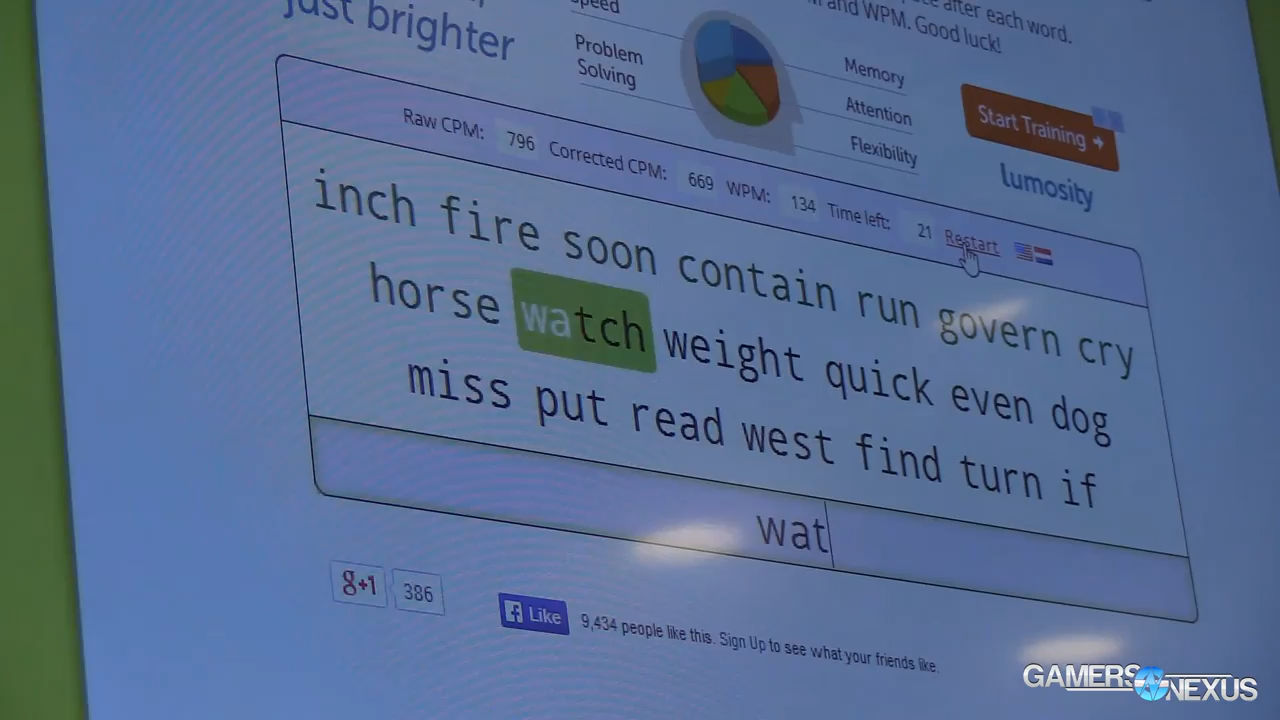 just brighter
Speed
Problem
Solving
Memory
Attention
Flexibility
after each word.
and WPM. Good luck!
Start Training
lumosity
Raw CPM: 796 Corrected CPM: 669 WPM: 134 Time left: 21 Restart
inch fire soon contain run govern cry
horse watch weight quick even dog
miss put read west find turn if
wat
g+1 386
Like 9,434 people like this. Sign Up to see what your friends like.
GAMERS NEXUS